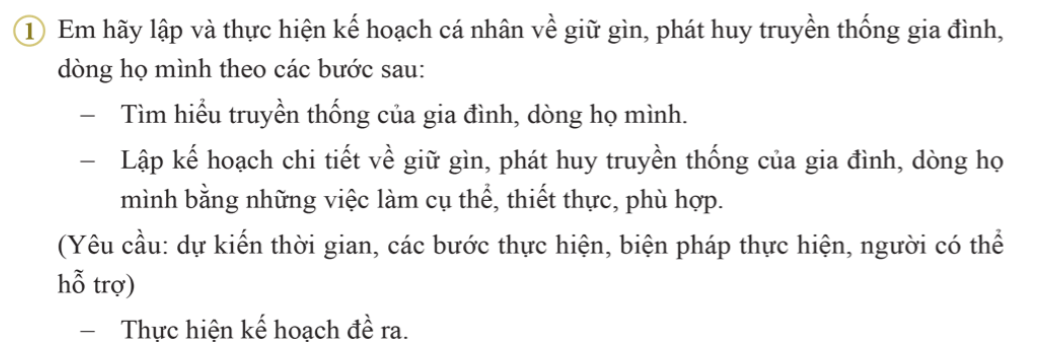 1 Em hãy lập và thực hiện kế hoạch cá nhân về giữ gìn, phát huy truyền thống gia đình,
dòng họ mình theo các bước sau:
– Tìm hiểu truyền thống của gia đình, dòng họ mình.
– Lập kế hoạch chi tiết về giữ gìn, phát huy truyền thống của gia đình, dòng họ
mình bằng những việc làm cụ thể, thiết thực, phù hợp.
(Yêu cầu: dự kiến thời gian, các bước thực hiện, biện pháp thực hiện, người có thể
hỗ trợ)
– Thực hiện kế hoạch đề ra.